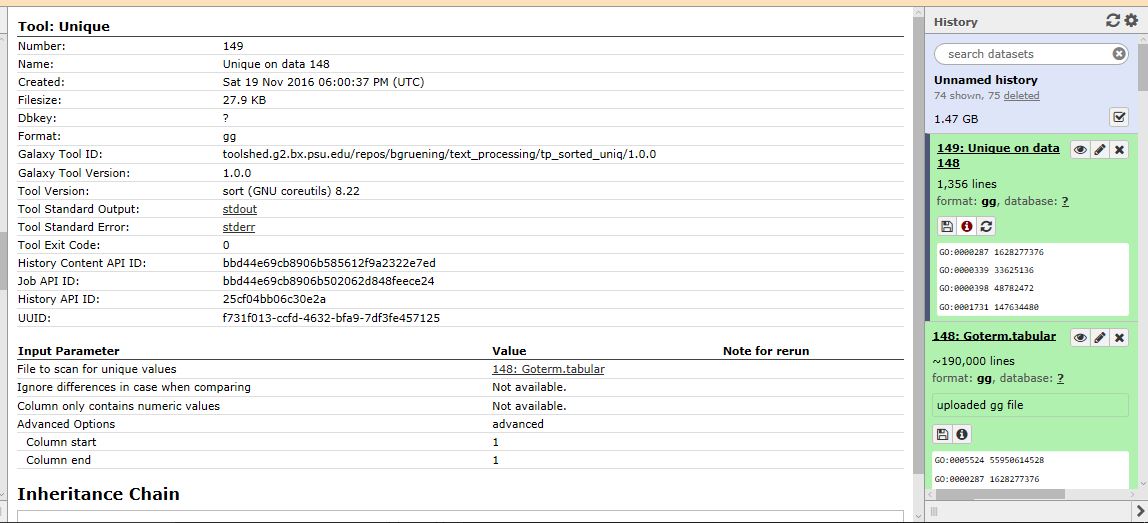 Tool: Unique
Number: 149
Name: Unique on data 148
Created: Sat 19 Nov 2016 06:00:37 PM (UTC)
Filesize: 27.9 KB
Dbkey: ?
Format: gg
Galaxy Tool ID: toolshed.g2.bx.psu.edu/repos/bgruening/text_processing/tp_sorted_uniq/1.0.0
Galaxy Tool Version: 1.0.0
Tool Version: sort (GNU coreutils) 8.22
Tool Standard Output: stdout
Tool Standard Error: stderr
Tool Exit Code: 0
History Content API ID: bbd44e69cb8906b585612f9a2322e7ed
Job API ID: bbd44e69cb8906b502062d848feece24
History API ID: 25cf04bb06c30e2a
UUID: f731f013-ccfd-4632-bfa9-7df3fe457125
Input Parameter Value Note for rerun
File to scan for unique values 148: Goterm.tabular
Ignore differences in case when comparing Not available.
Column only contains numeric values Not available.
Advanced Options advanced
Column start 1
Column end 1
Inheritance Chain
History
search datasets
Unnamed history
74 shown, 75 deleted
1.47 GB
149: Unique on data
148
1,356 lines
format: gg, database: ?
GO:0000287 1628277376
GO:0000339 33625136
GO:0000398 48782472
GO:0001731 147634480
148: Goterm.tabular
~190,000 lines
format: gg, database: ?
uploaded gg file
GO:0005524 55950614528
GO:0000287 1628277376